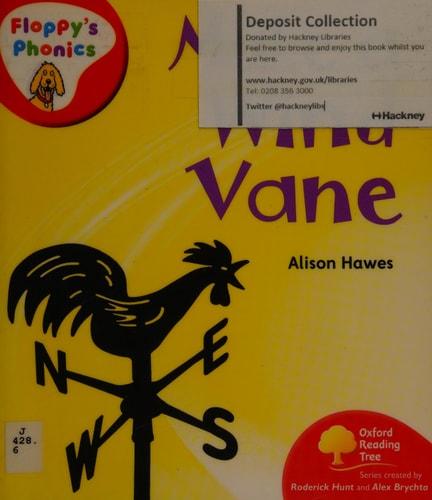 Floppy's
Phonics
Deposit Collection
Donated by Hackney Libraries
Feel free to browse and enjoy this book whilst you
are here.
www.hackney.gov.uk/libraries
Tel: 0208 356 3000
Twitter @hackneylibs
Hackney
Wind
Vane
Alison Hawes
N
E
W
S
J
428.
6
Oxford
Reading
Tree
Series created by
Roderick Hunt and Alex Brychta